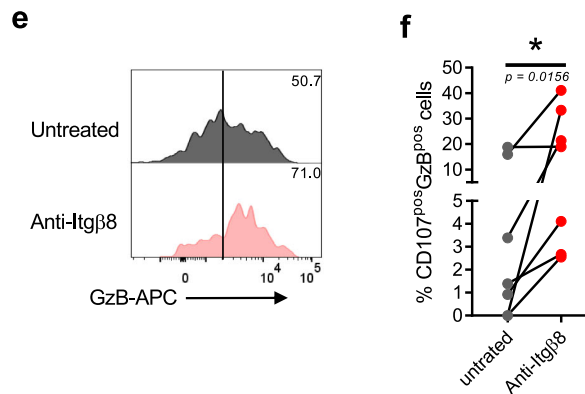 e
50.7
Untreated
71.0
Anti-Itgβ8
0 10⁴ 10⁵
GzB-APC
f
*
p = 0.0156
% CD107ᵖᵒˢGzBᵖᵒˢ cells
50
40
30
20
10
5
4
3
2
1
0
untrated
Anti-Itgβ8